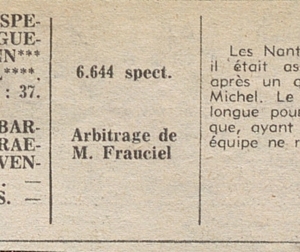 SPE-
GUE-
NN***
L****.
: 37.
BAR-
RAE-
VEN-
. —
S. —
6.644 spect.
Arbitrage de
M. Frauciel
Les Nant
il était as
après un c
Michel. Le
longue pour
que, ayant
équipe ne r